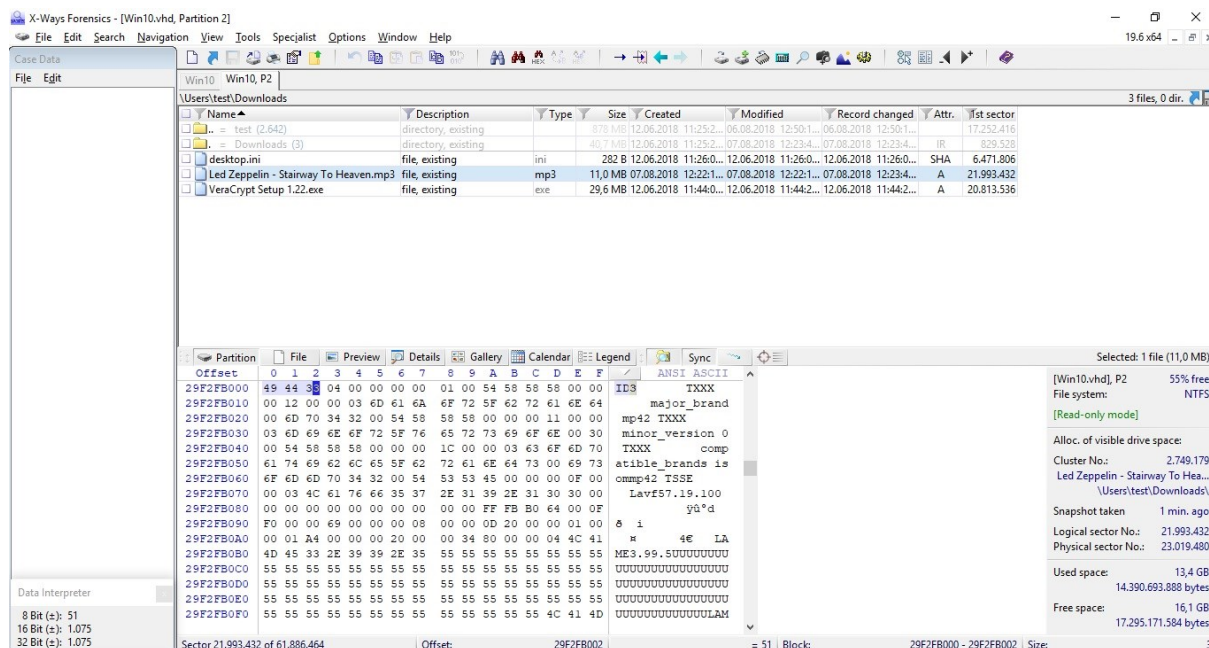 X-Ways Forensics - [Win10.vhd, Partition 2]
File Edit Search Navigation View Tools Specialist Options Window Help 19.6 x64
Case Data
File Edit
Win10 Win10, P2
\Users\test\Downloads 3 files, 0 dir.
Name Description Type Size Created Modified Record changed Attr. 1st sector
.. = test (2.642) directory, existing 878 MB 12.06.2018 11:25:2... 06.08.2018 12:50:1... 06.08.2018 12:50:1... 17.252.416
. = Downloads (3) directory, existing 40,7 MB 12.06.2018 11:25:2... 07.08.2018 12:23:4... 07.08.2018 12:23:4... IR 829.528
desktop.ini file, existing ini 282 B 12.06.2018 11:26:0... 12.06.2018 11:26:0... 12.06.2018 11:26:0... SHA 6.471.806
Led Zeppelin - Stairway To Heaven.mp3 file, existing mp3 11,0 MB 07.08.2018 12:22:1... 07.08.2018 12:22:1... 07.08.2018 12:23:4... A 21.993.432
VeraCrypt Setup 1.22.exe file, existing exe 29,6 MB 12.06.2018 11:44:0... 12.06.2018 11:44:2... 12.06.2018 11:44:2... A 20.813.536
Partition File Preview Details Gallery Calendar Legend Sync Selected: 1 file (11,0 MB)
Offset 0 1 2 3 4 5 6 7 8 9 A B C D E F ANSI ASCII
29F2FB000 49 44 33 04 00 00 00 00 01 00 54 58 58 58 00 00 ID3 TXXX
29F2FB010 00 12 00 00 03 6D 61 6A 6F 72 5F 62 72 61 6E 64 major_brand
29F2FB020 00 6D 70 34 32 00 54 58 58 58 00 00 00 11 00 00 mp42 TXXX
29F2FB030 03 6D 69 6E 6F 72 5F 76 65 72 73 69 6F 6E 00 30 minor_version 0
29F2FB040 00 54 58 58 58 00 00 00 1C 00 00 03 63 6F 6D 70 TXXX comp
29F2FB050 61 74 69 62 6C 65 5F 62 72 61 6E 64 73 00 69 73 atible_brands is
29F2FB060 6F 6D 6D 70 34 32 00 54 53 53 45 00 00 00 0F 00 ommp42 TSSE
29F2FB070 00 03 4C 61 76 66 35 37 2E 31 39 2E 31 30 30 00 Lavf57.19.100
29F2FB080 00 00 00 00 00 00 00 00 00 00 FF FB B0 64 00 0F ÿû°d
29F2FB090 F0 00 00 69 00 00 00 08 00 00 0D 20 00 00 01 00 ð i
29F2FB0A0 00 01 A4 00 00 00 20 00 00 34 80 00 00 04 4C 41 ¤ 4€ LA
29F2FB0B0 4D 45 33 2E 39 39 2E 35 55 55 55 55 55 55 55 55 ME3.99.5UUUUUUUU
29F2FB0C0 55 55 55 55 55 55 55 55 55 55 55 55 55 55 55 55 UUUUUUUUUUUUUUUU
29F2FB0D0 55 55 55 55 55 55 55 55 55 55 55 55 55 55 55 55 UUUUUUUUUUUUUUUU
29F2FB0E0 55 55 55 55 55 55 55 55 55 55 55 55 55 55 55 55 UUUUUUUUUUUUUUUU
29F2FB0F0 55 55 55 55 55 55 55 55 55 55 55 55 55 4C 41 4D UUUUUUUUUUUUULAM
[Win10.vhd], P2 55% free
File system: NTFS
[Read-only mode]
Alloc. of visible drive space:
Cluster No.: 2.749.179
Led Zeppelin - Stairway To Hea...
\Users\test\Downloads\
Snapshot taken 1 min. ago
Logical sector No.: 21.993.432
Physical sector No.: 23.019.480
Used space: 13,4 GB
14.390.693.888 bytes
Free space: 16,1 GB
17.295.171.584 bytes
Data Interpreter
8 Bit (±): 51
16 Bit (±): 1.075
32 Bit (±): 1.075
Sector 21.993.432 of 61.886.464 Offset: 29F2FB002 = 51 Block: 29F2FB000 - 29F2FB002 Size: